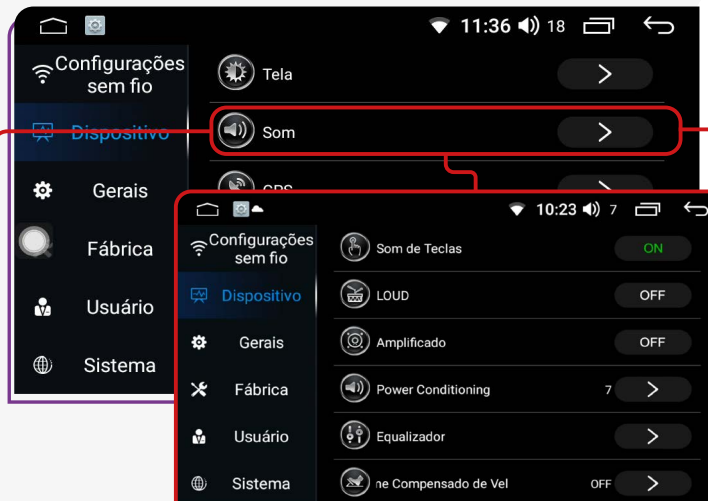 11:36 18
Configurações
sem fio
Tela
Dispositivo
Som
Gerais
GPS
Fábrica
Usuário
Sistema
10:23 7
Configurações
sem fio
Som de Teclas
ON
Dispositivo
LOUD
OFF
Gerais
Amplificado
OFF
Fábrica
Power Conditioning
7
Usuário
Equalizador
Sistema
ne Compensado de Vel
OFF